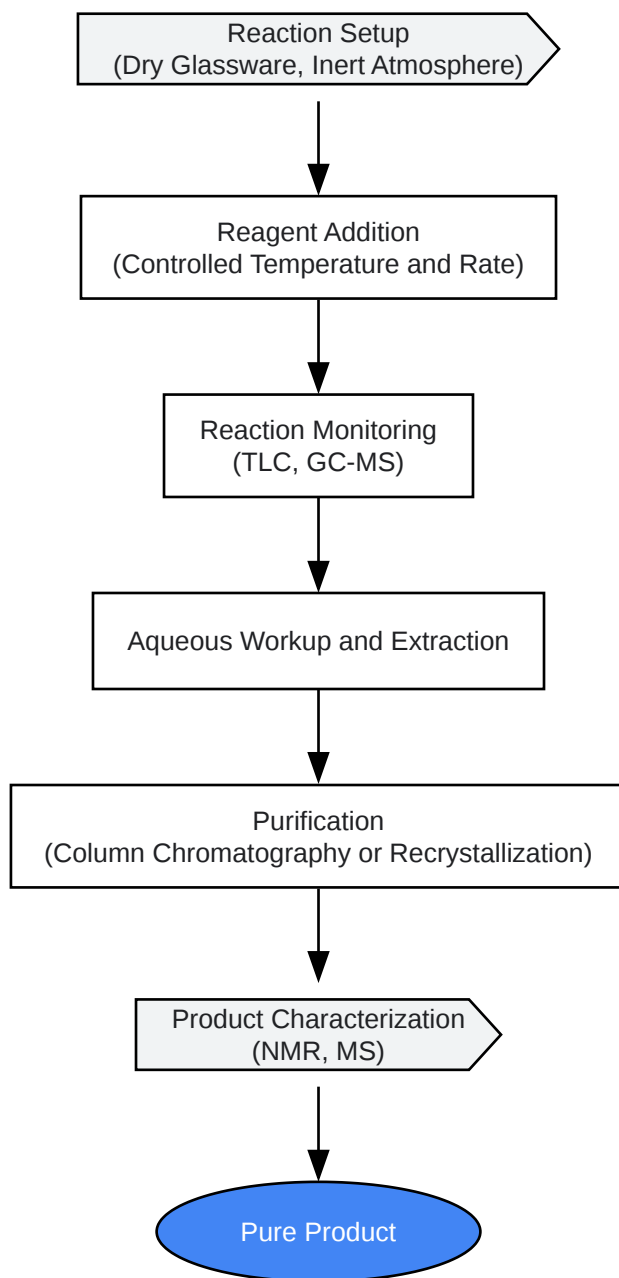 Reaction Setup
(Dry Glassware, Inert Atmosphere)
Reagent Addition
(Controlled Temperature and Rate)
Reaction Monitoring
(TLC, GC-MS)
Aqueous Workup and Extraction
Purification
(Column Chromatography or Recrystallization)
Product Characterization
(NMR, MS)
Pure Product